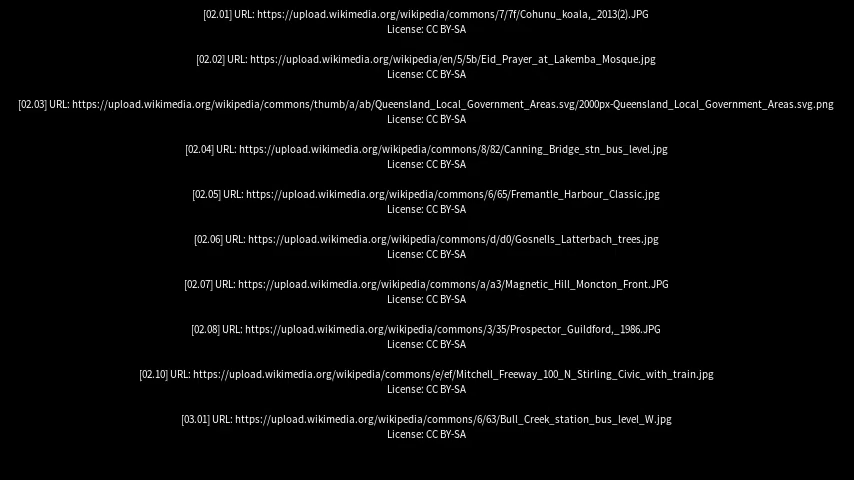 [02.01] URL: https://upload.wikimedia.org/wikipedia/commons/7/7f/Cohunu_koala,_2013(2).JPG
License: CC BY-SA
[02.02] URL: https://upload.wikimedia.org/wikipedia/en/5/5b/Eid_Prayer_at_Lakemba_Mosque.jpg
License: CC BY-SA
[02.03] URL: https://upload.wikimedia.org/wikipedia/commons/thumb/a/ab/Queensland_Local_Government_Areas.svg/2000px-Queensland_Local_Government_Areas.svg.png
License: CC BY-SA
[02.04] URL: https://upload.wikimedia.org/wikipedia/commons/8/82/Canning_Bridge_stn_bus_level.jpg
License: CC BY-SA
[02.05] URL: https://upload.wikimedia.org/wikipedia/commons/6/65/Fremantle_Harbour_Classic.jpg
License: CC BY-SA
[02.06] URL: https://upload.wikimedia.org/wikipedia/commons/d/d0/Gosnells_Latterbach_trees.jpg
License: CC BY-SA
[02.07] URL: https://upload.wikimedia.org/wikipedia/commons/a/a3/Magnetic_Hill_Moncton_Front.JPG
License: CC BY-SA
[02.08] URL: https://upload.wikimedia.org/wikipedia/commons/3/35/Prospector_Guildford,_1986.JPG
License: CC BY-SA
[02.10] URL: https://upload.wikimedia.org/wikipedia/commons/e/ef/Mitchell_Freeway_100_N_Stirling_Civic_with_train.jpg
License: CC BY-SA
[03.01] URL: https://upload.wikimedia.org/wikipedia/commons/6/63/Bull_Creek_station_bus_level_W.jpg
License: CC BY-SA